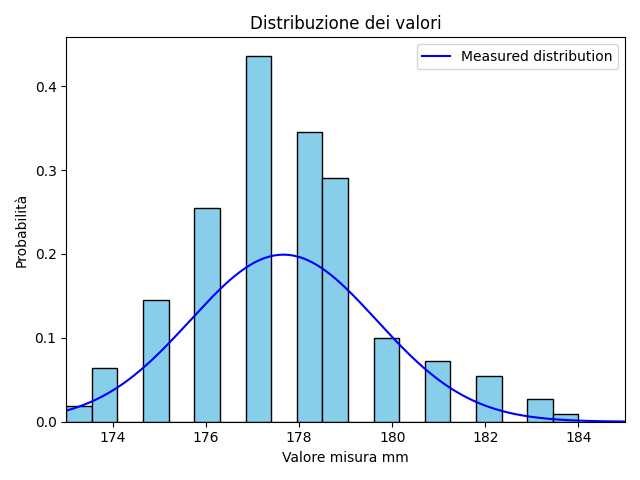 Distribuzione dei valori
Measured distribution
Probabilità
0.4
0.3
0.2
0.1
0.0
174 176 178 180 182 184
Valore misura mm